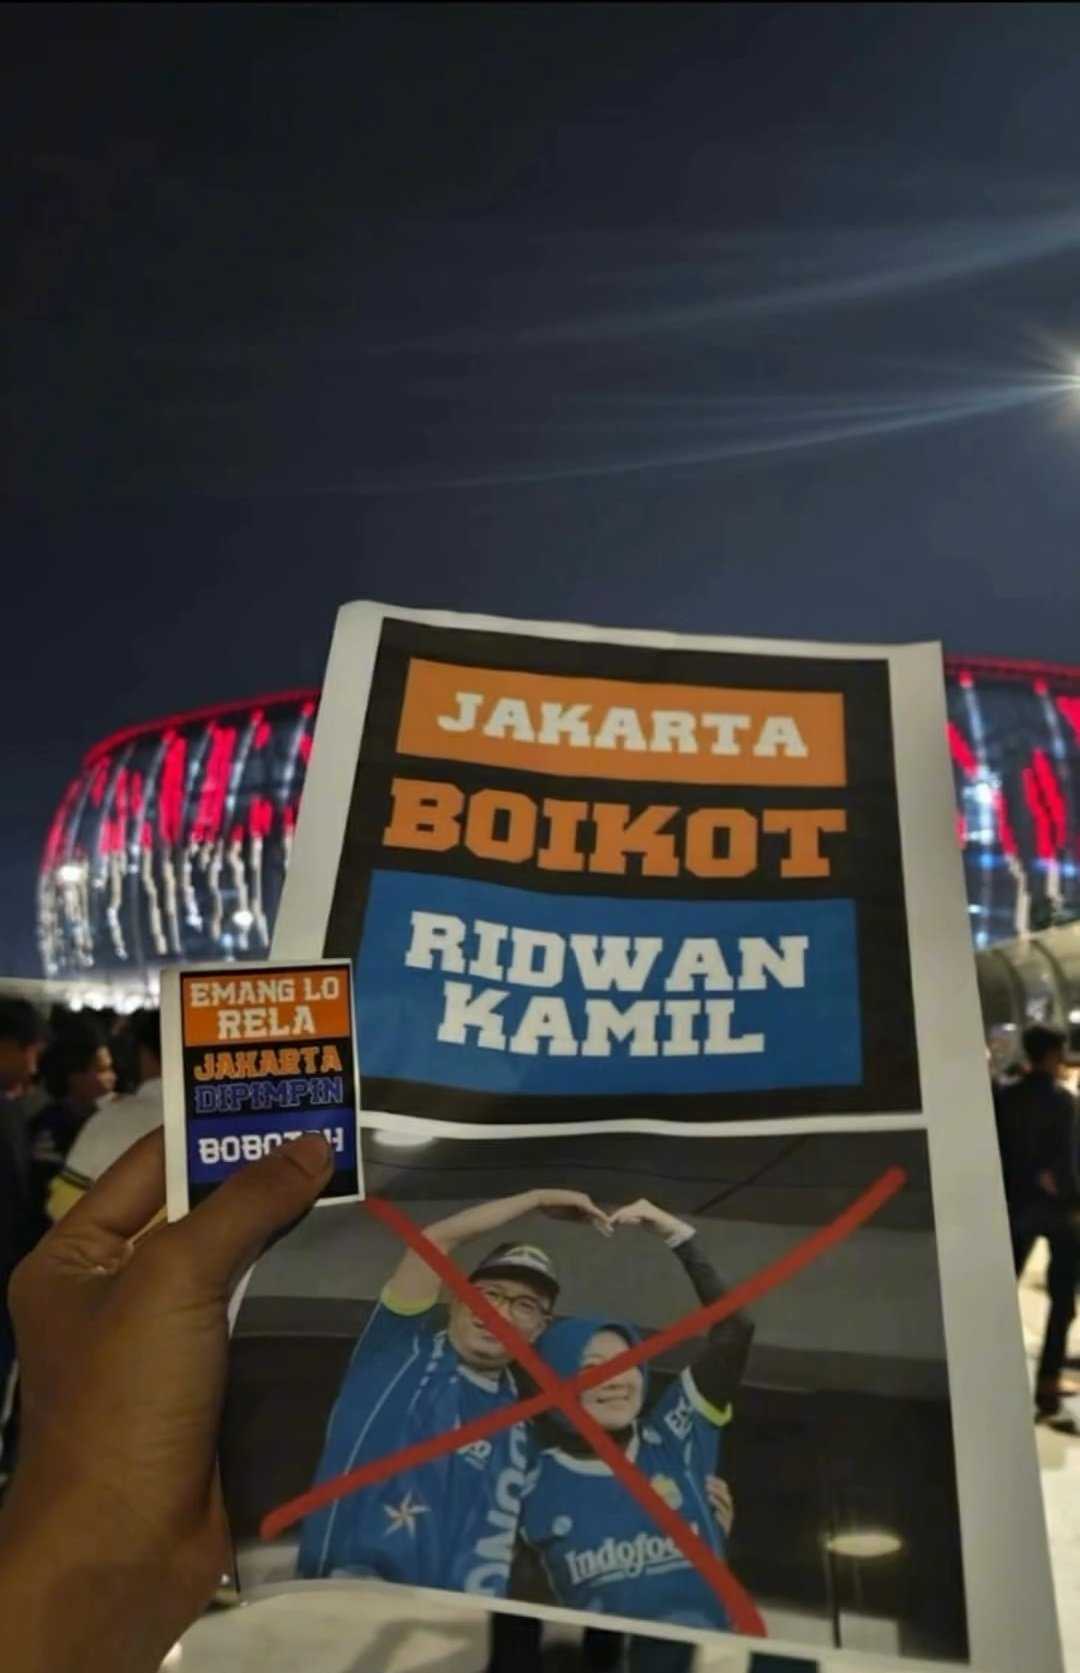 JAKARTA
BOIKOT
RIDWAN
KAMIL
EMANG LO
RELA
JAKARTA
DIPIMPIN
Indofood